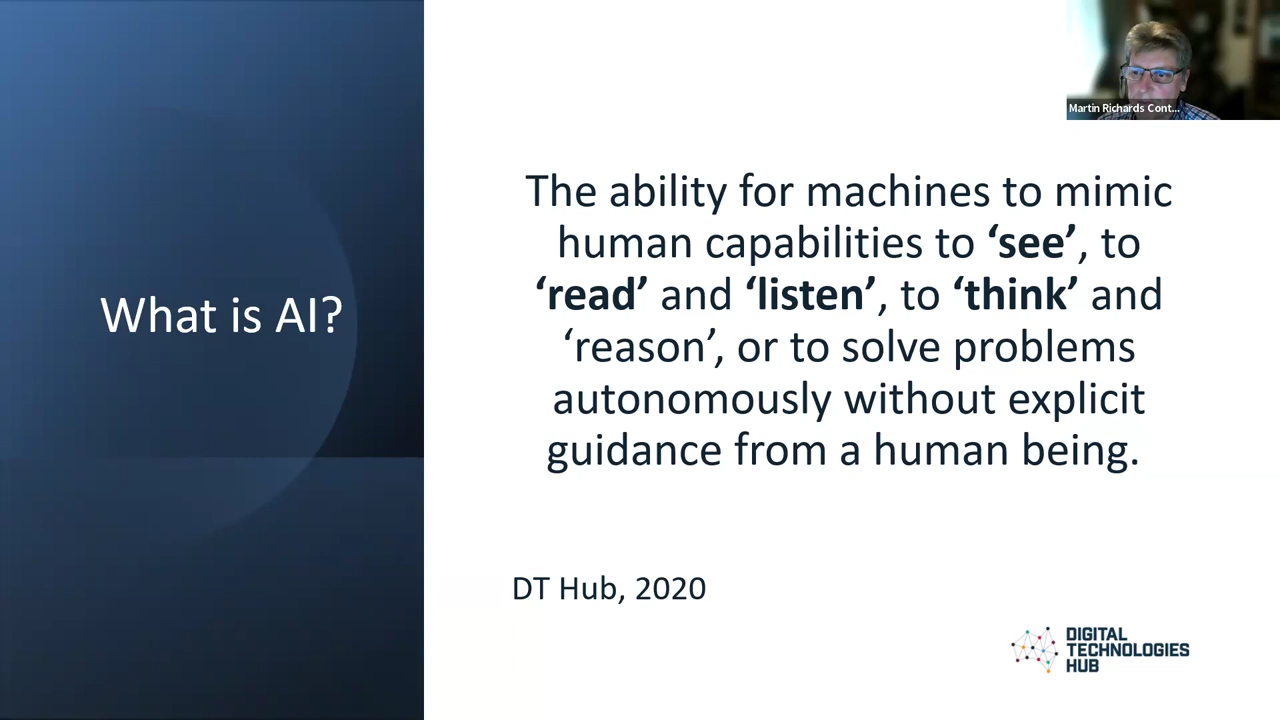 Martin Richards Cont...
What is AI?
The ability for machines to mimic
human capabilities to ‘see’, to
‘read’ and ‘listen’, to ‘think’ and
‘reason’, or to solve problems
autonomously without explicit
guidance from a human being.
DT Hub, 2020
DIGITAL
TECHNOLOGIES
HUB